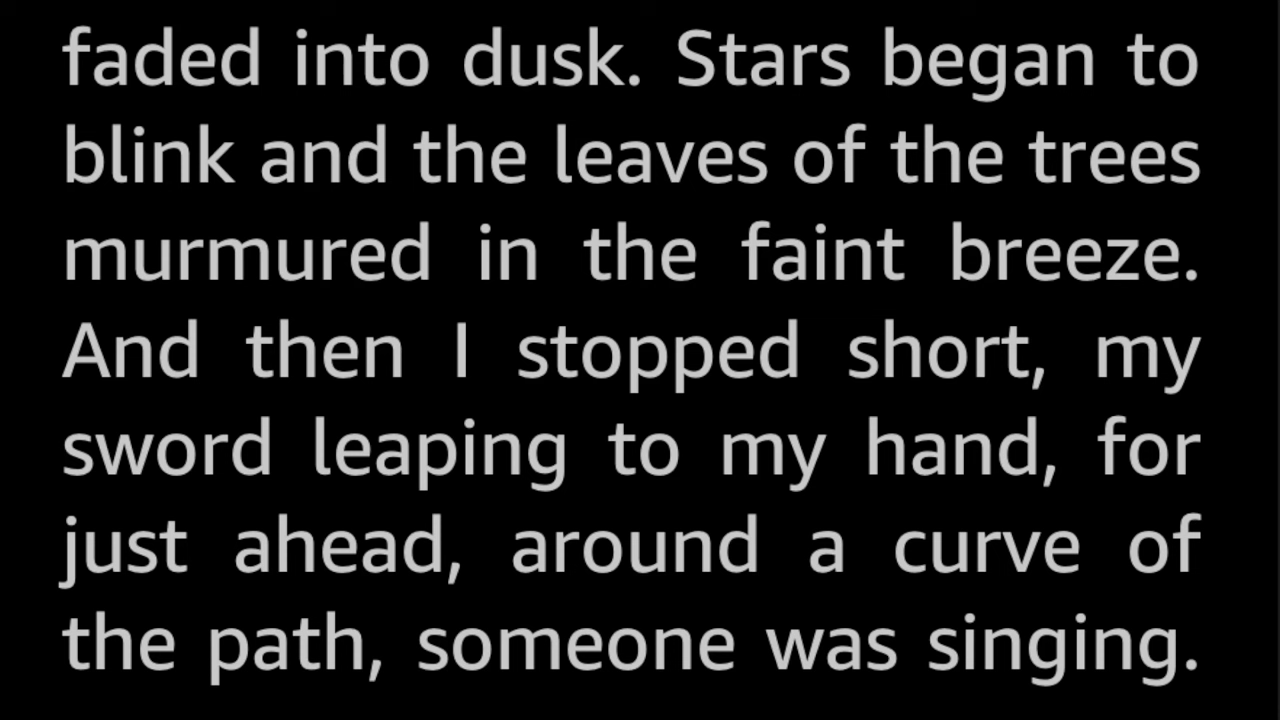 faded into dusk. Stars began to
blink and the leaves of the trees
murmured in the faint breeze.
And then I stopped short, my
sword leaping to my hand, for
just ahead, around a curve of
the path, someone was singing.